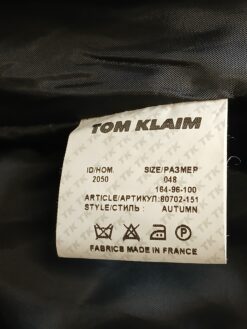 TOM KLAIM
ID/НОМ. SIZE/РАЗМЕР
2050 048
164-96-100
ARTICLE/АРТИКУЛ:80702-151
STYLE/СТИЛЬ: AUTUMN
FABRICS MADE IN FRANCE